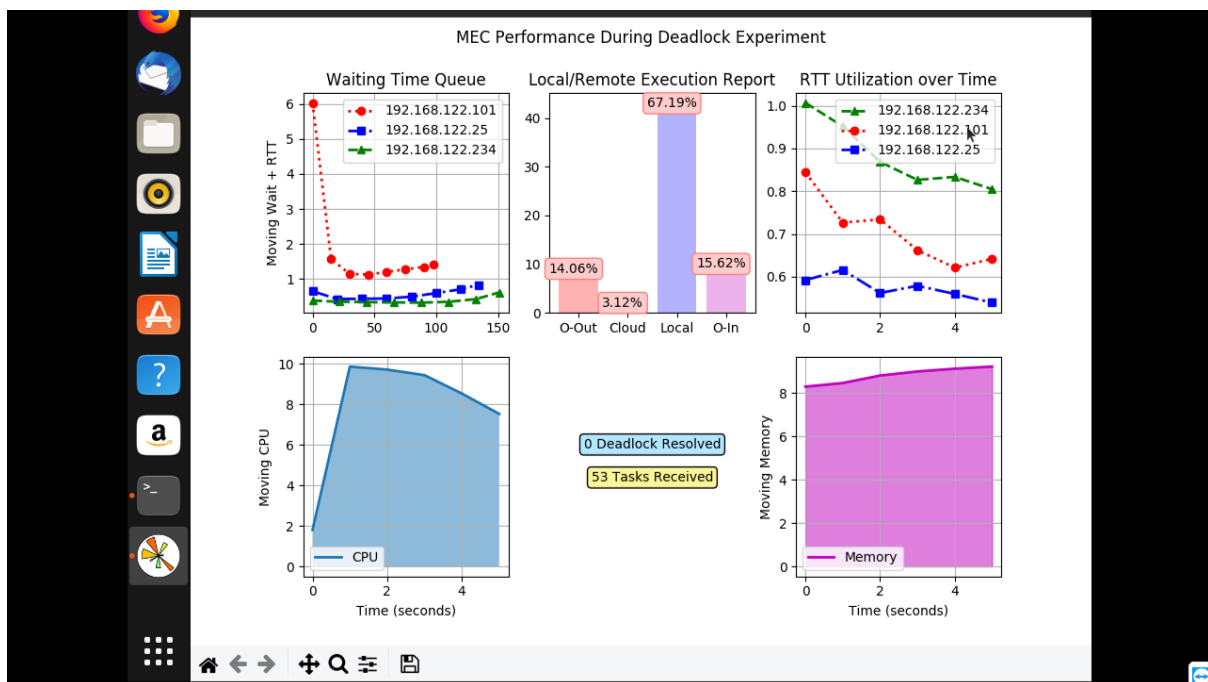 MEC Performance During Deadlock Experiment
Waiting Time Queue
Local/Remote Execution Report
RTT Utilization over Time
Moving Wait + RTT
6
5
4
3
2
1
0
50
100
150
192.168.122.101
192.168.122.25
192.168.122.234
40
30
20
10
0
14.06%
3.12%
67.19%
15.62%
O-Out
Cloud
Local
O-In
1.0
0.9
0.8
0.7
0.6
0
2
4
192.168.122.234
192.168.122.101
192.168.122.25
Moving CPU
10
8
6
4
2
0
CPU
0
2
4
Time (seconds)
0 Deadlock Resolved
53 Tasks Received
Moving Memory
8
6
4
2
0
Memory
0
2
4
Time (seconds)
A
?
a
>_